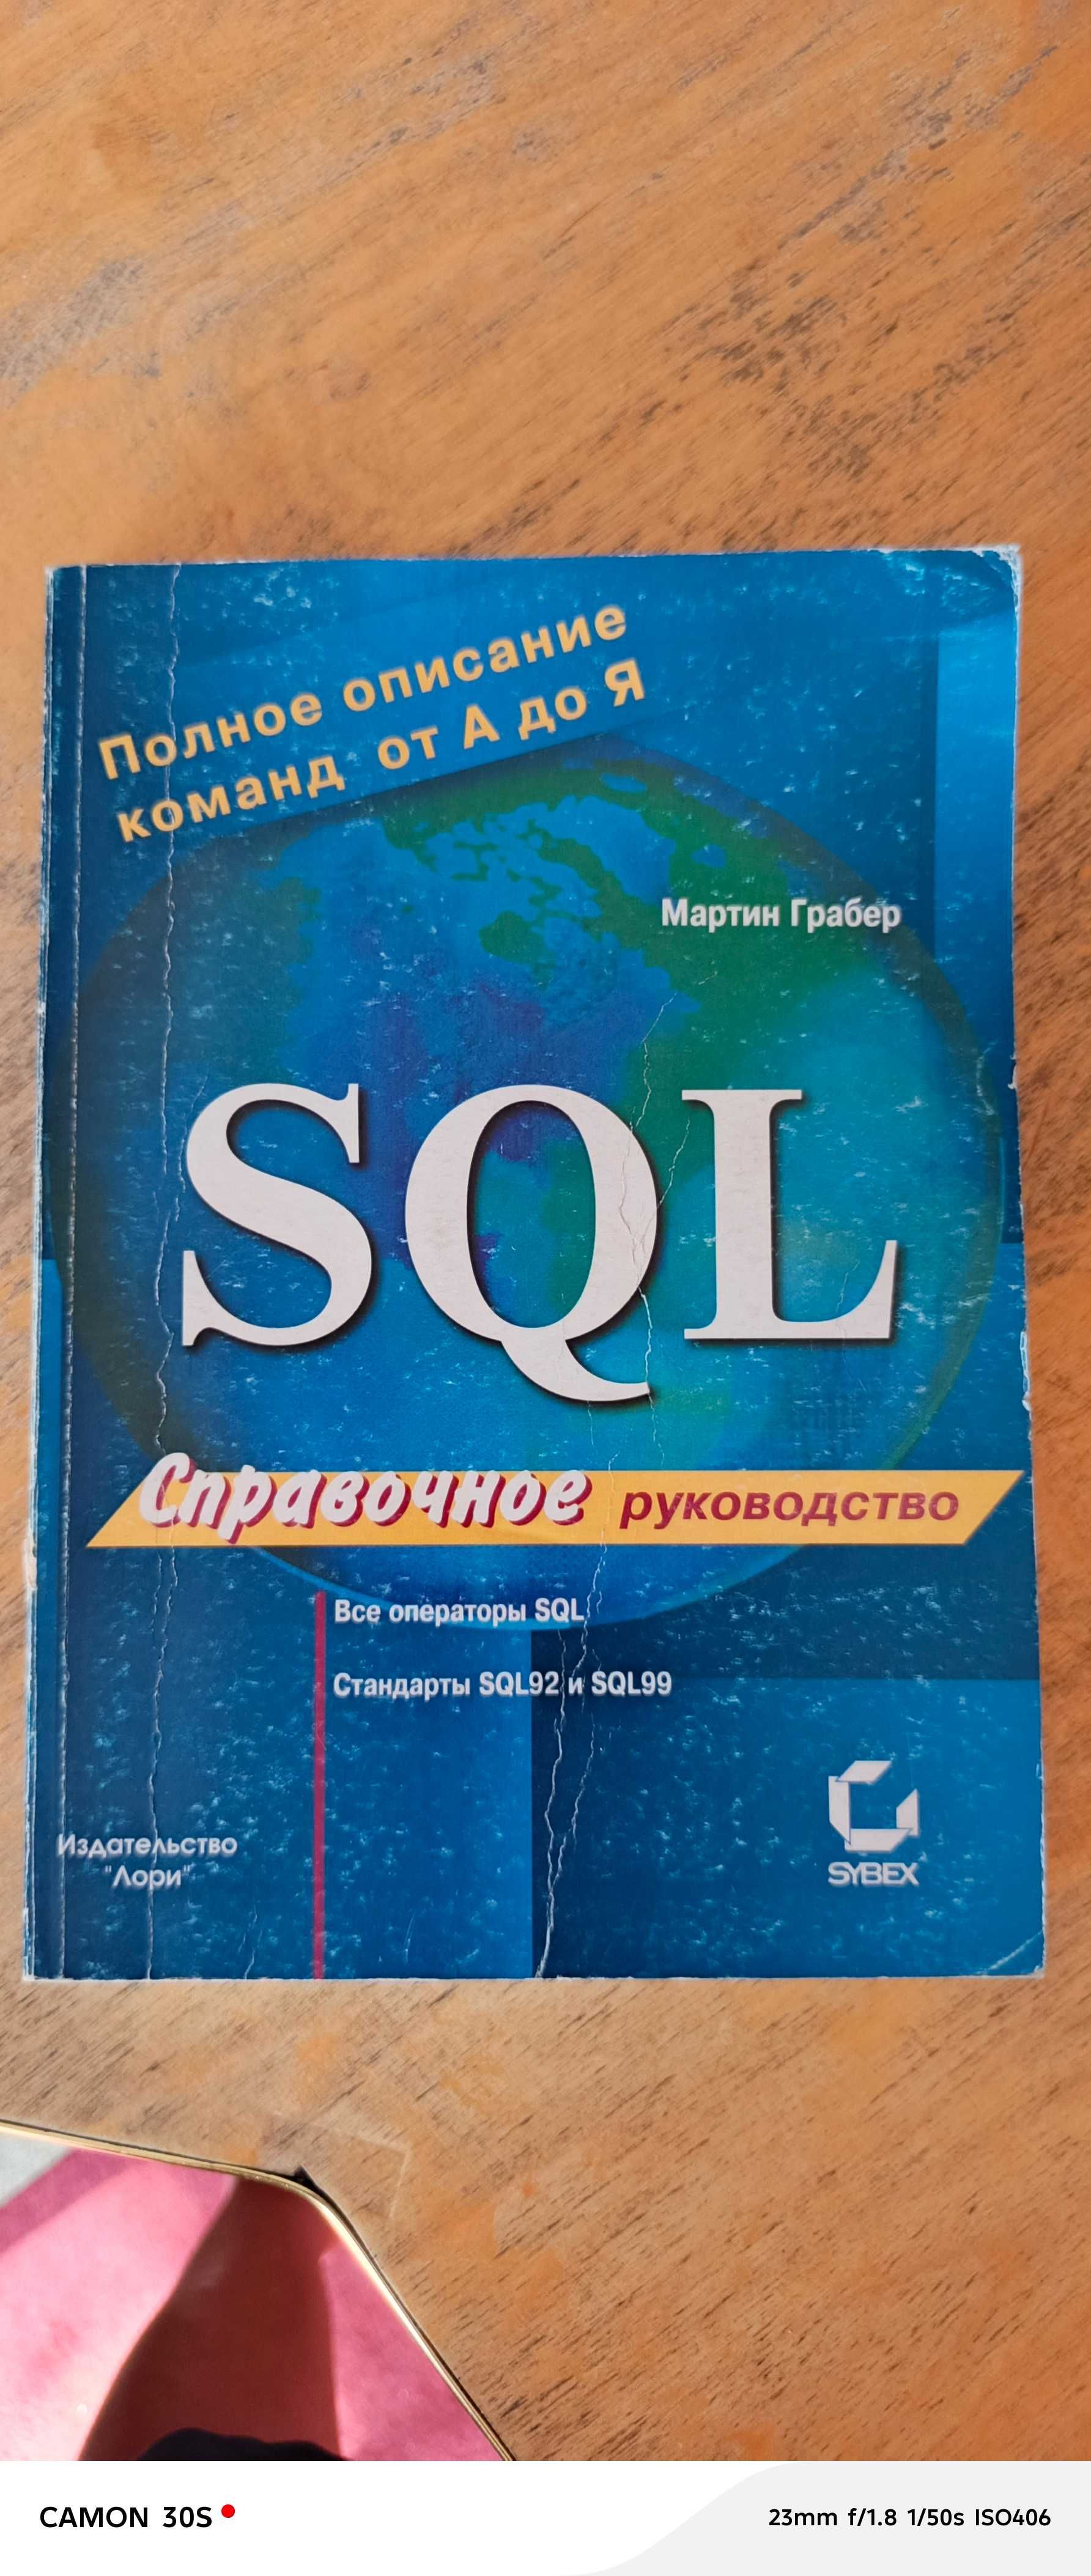 Полное описание
команд от А до Я
Мартин Грабер
SQL
Справочное руководство
Все операторы SQL
Стандарты SQL92 и SQL99
Издательство
"Лори"
SYBEX
CAMON 30S
23mm f/1.8 1/50s ISO406